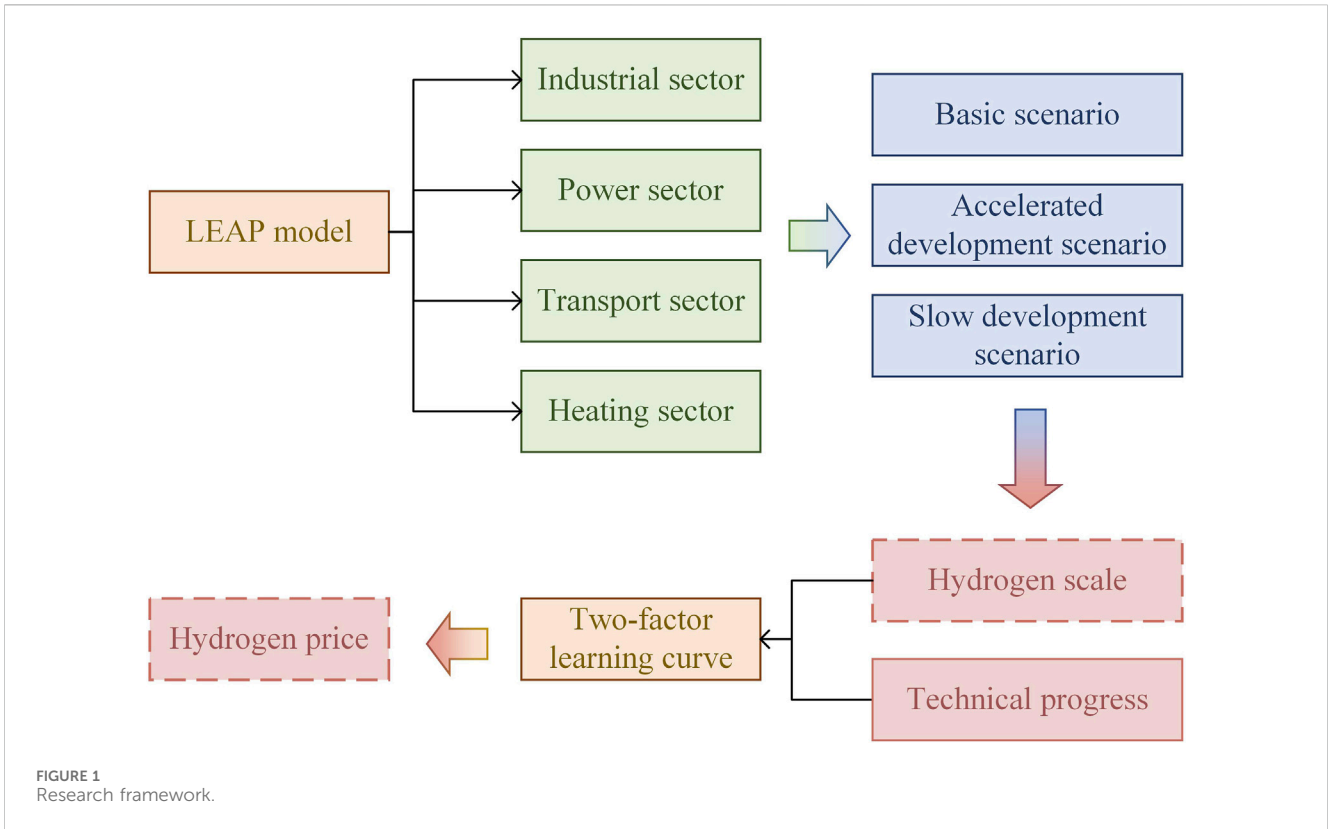 LEAP model
Industrial sector
Power sector
Transport sector
Heating sector
Basic scenario
Accelerated
development scenario
Slow development
scenario
Hydrogen scale
Technical progress
Two-factor
learning curve
Hydrogen price
FIGURE 1
Research framework.